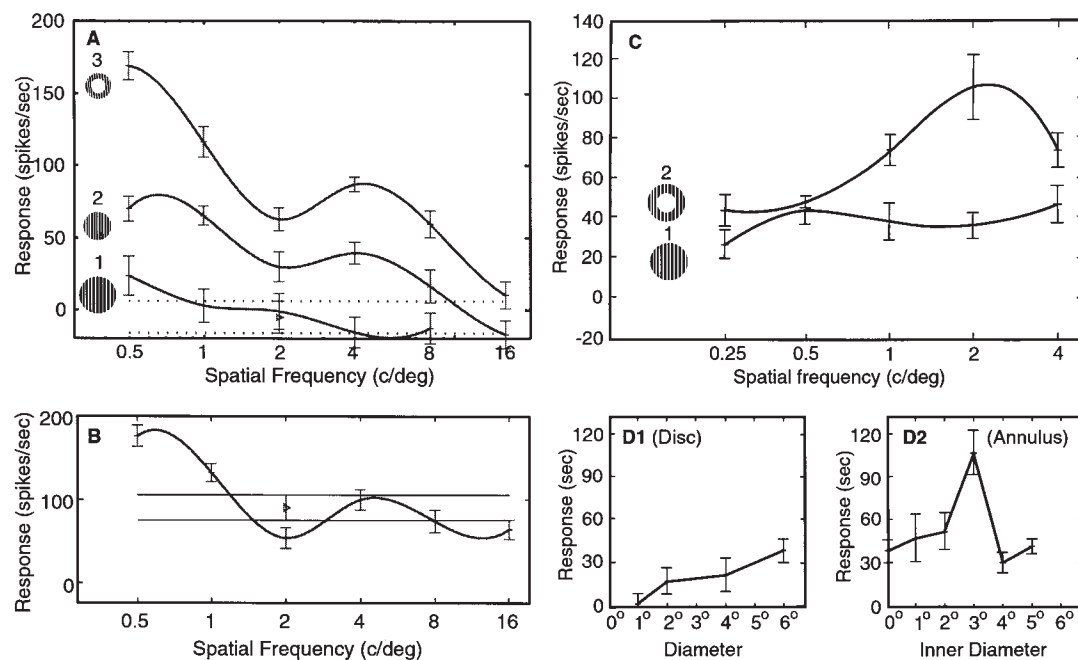 A
3
2
1
200
150
100
50
0
Response (spikes/sec)
0.5 1 2 4 8 16
Spatial Frequency (c/deg)
C
2
1
140
120
100
80
60
40
20
0
-20
Response (spikes/sec)
0.25 0.5 1 2 4
Spatial frequency (c/deg)
B
200
100
0
Response (spikes/sec)
0.5 1 2 4 8 16
Spatial Frequency (c/deg)
D1 (Disc)
120
90
60
30
0
Response (sec)
0° 1° 2° 3° 4° 5° 6°
Diameter
D2 (Annulus)
120
90
60
30
0
Response (sec)
0° 1° 2° 3° 4° 5° 6°
Inner Diameter